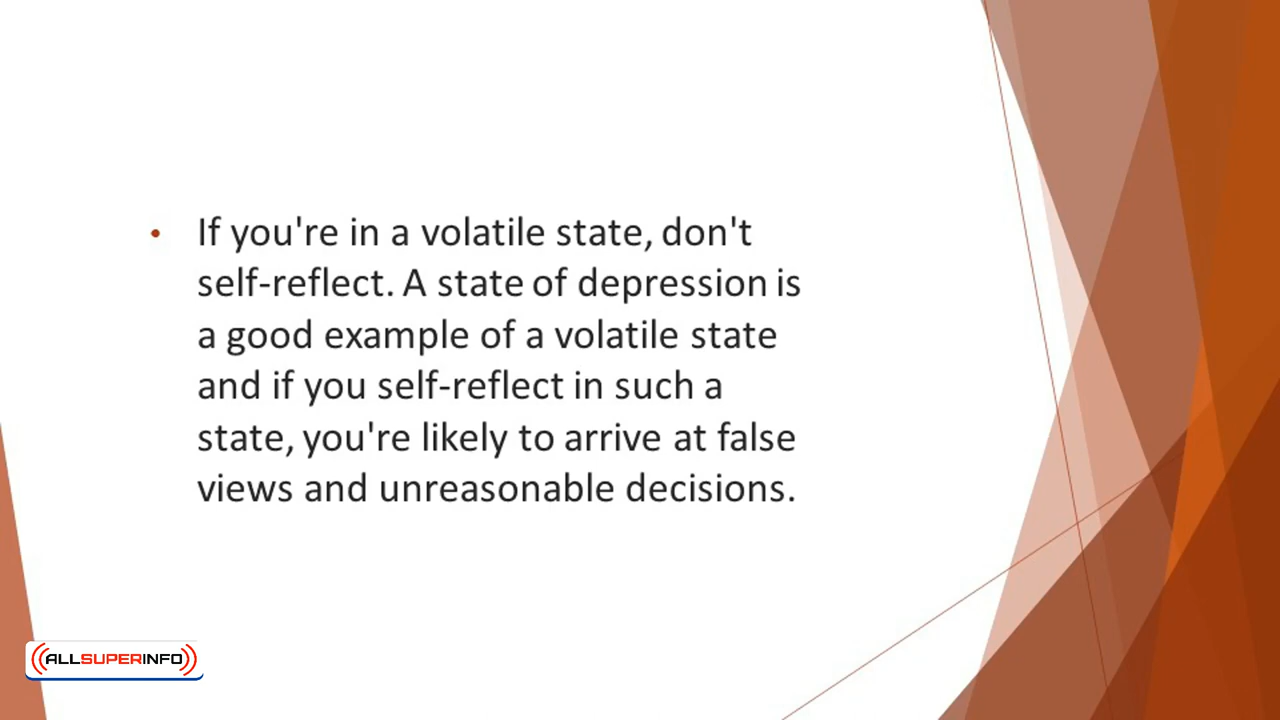 • If you're in a volatile state, don't
self-reflect. A state of depression is
a good example of a volatile state
and if you self-reflect in such a
state, you're likely to arrive at false
views and unreasonable decisions.
ALLSUPERINFO